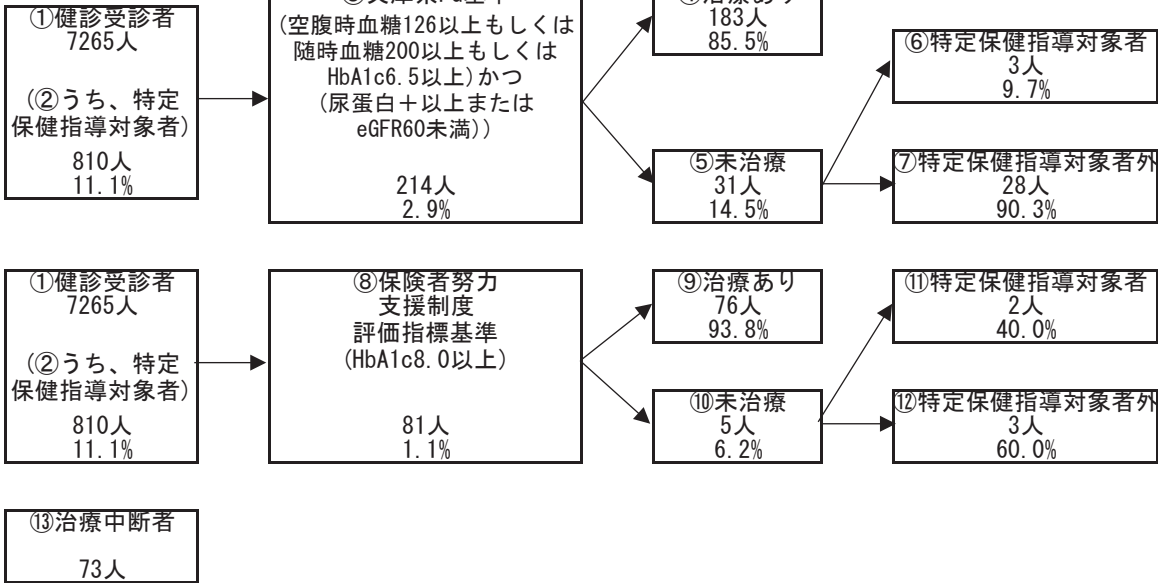 ①健診受診者
7265人
(②うち、特定
保健指導対象者)
810人
11.1%
(空腹時血糖126以上もしくは
随時血糖200以上もしくは
HbA1c6.5以上)かつ
(尿蛋白＋以上または
eGFR60未満))
214人
2.9%
183人
85.5%
⑤未治療
31人
14.5%
⑥特定保健指導対象者
3人
9.7%
⑦特定保健指導対象者外
28人
90.3%
①健診受診者
7265人
(②うち、特定
保健指導対象者)
810人
11.1%
⑧保険者努力
支援制度
評価指標基準
(HbA1c8.0以上)
81人
1.1%
⑨治療あり
76人
93.8%
⑩未治療
5人
6.2%
⑪特定保健指導対象者
2人
40.0%
⑫特定保健指導対象者外
3人
60.0%
⑬治療中断者
73人